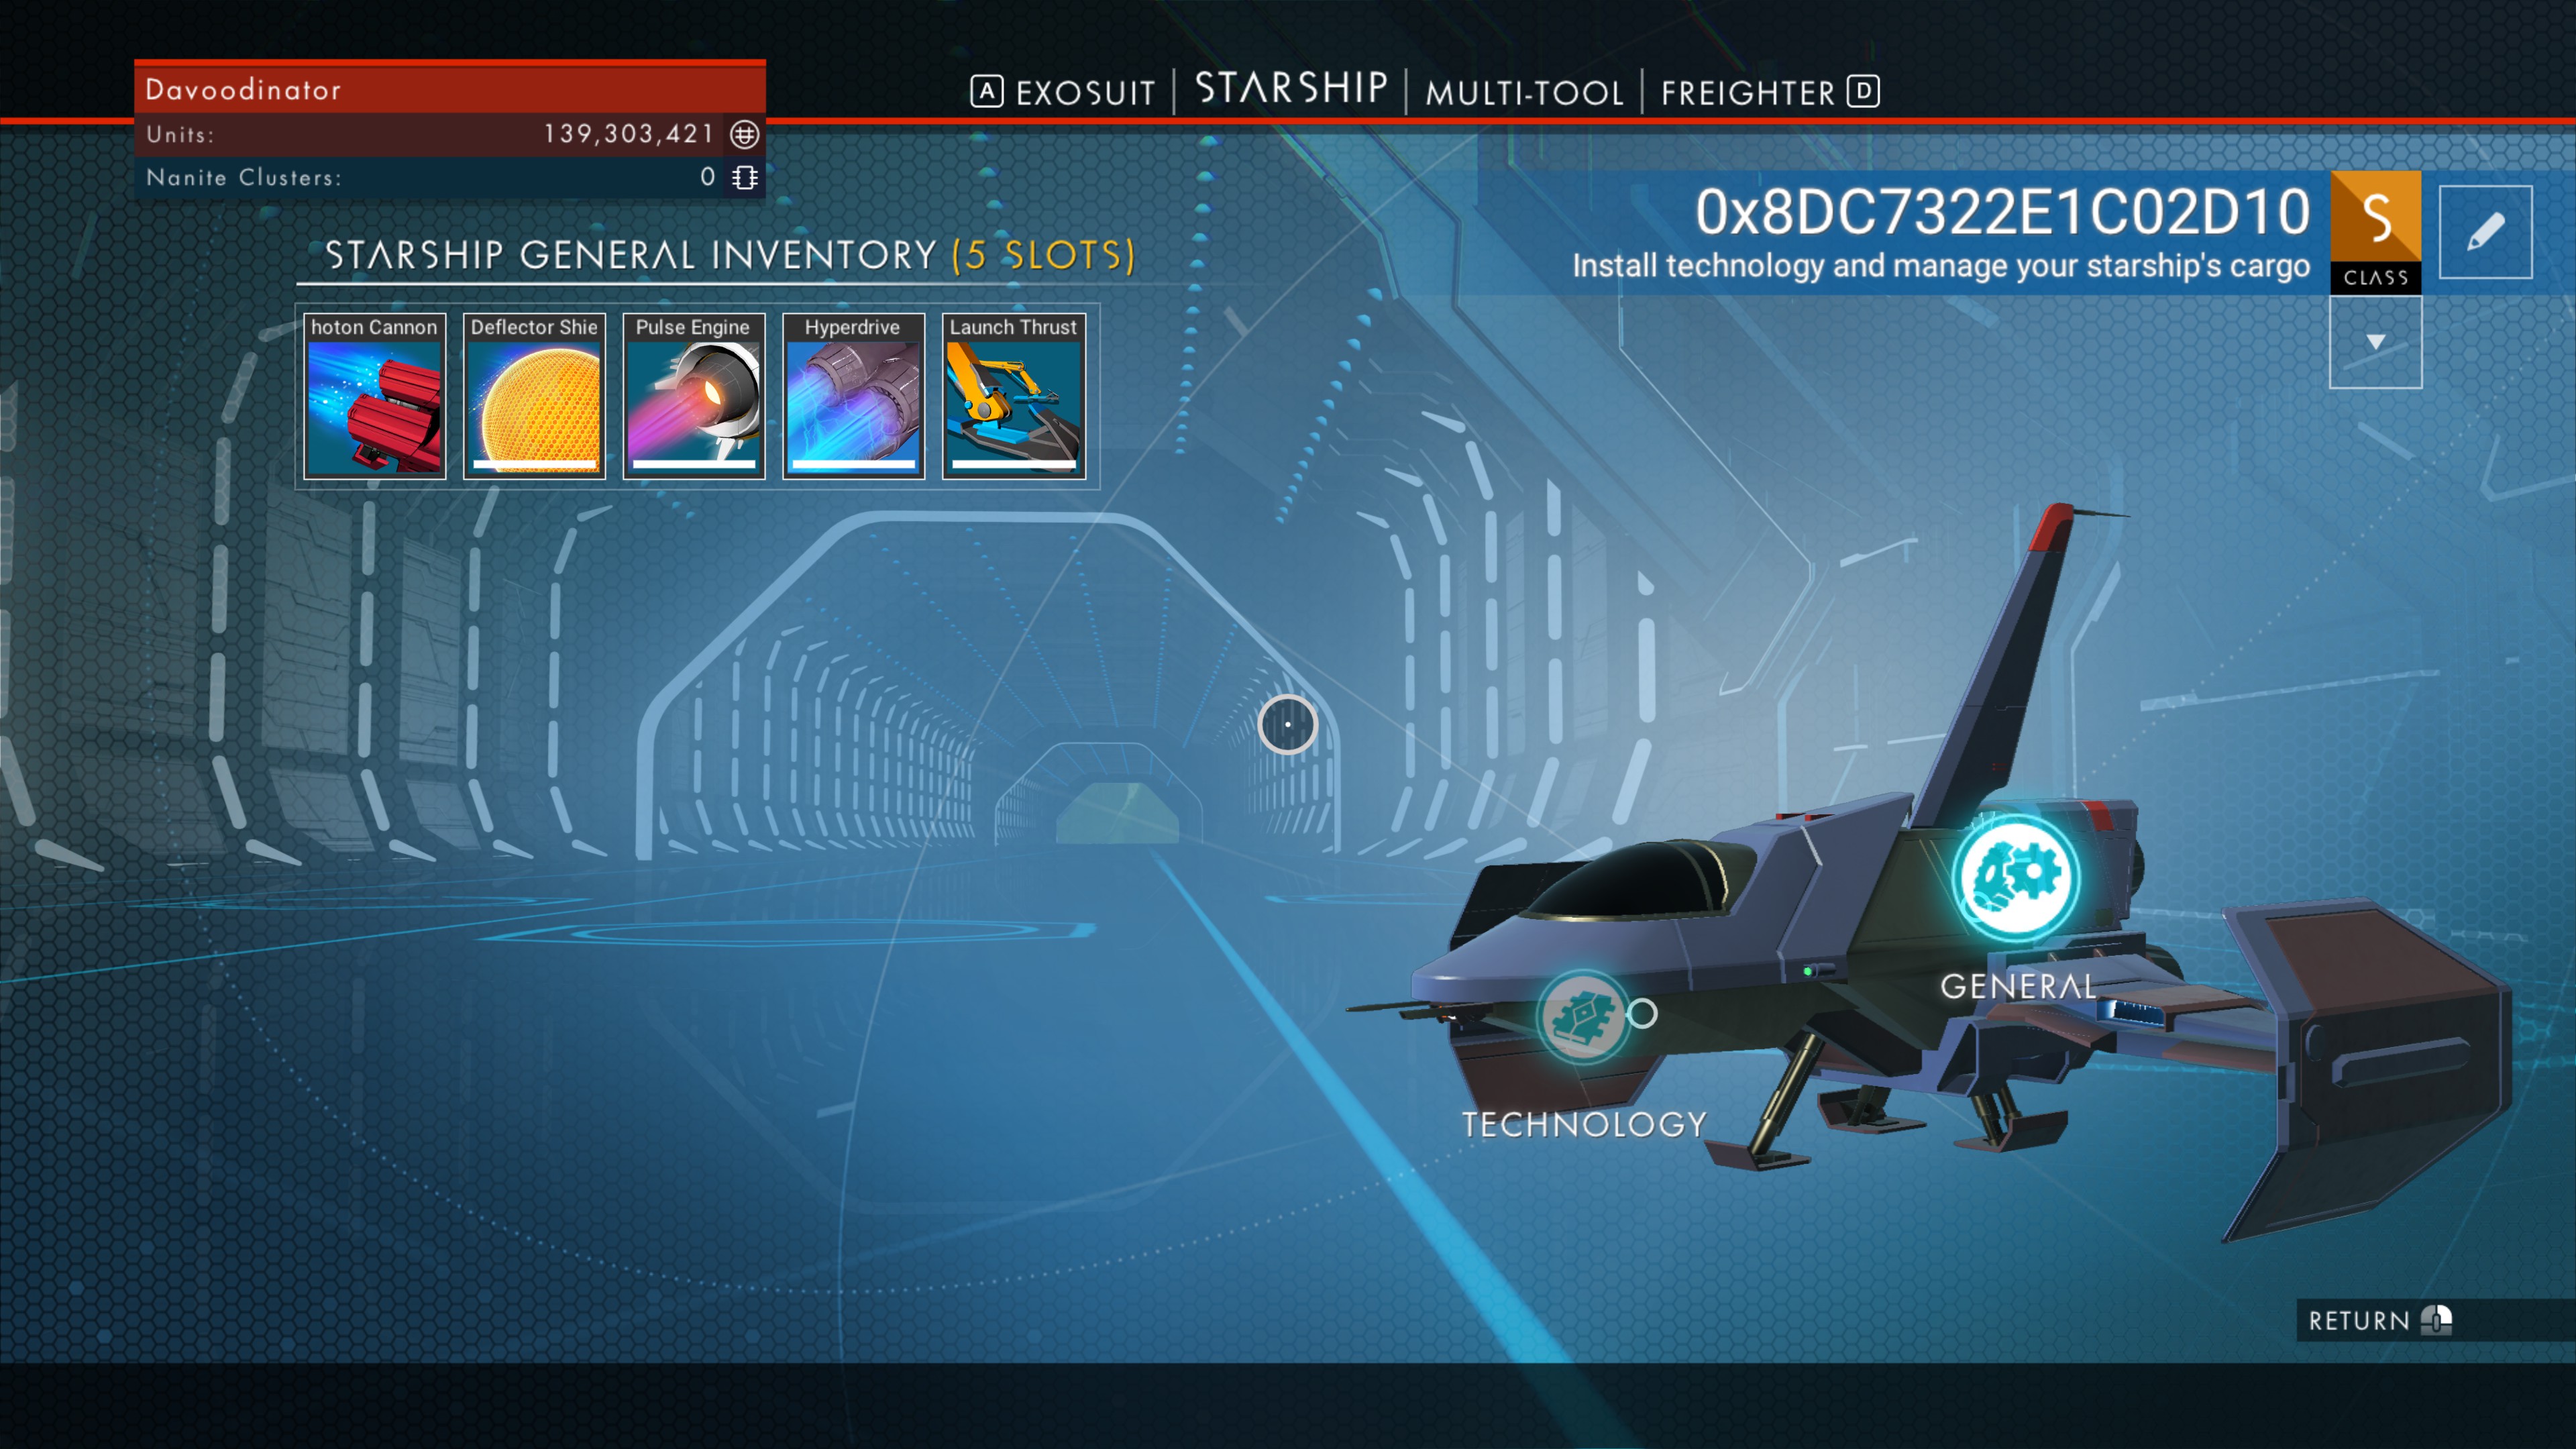 Davoodinator
Units: 139,303,421
Nanite Clusters: 0
A EXOSUIT STARSHIP MULTI-TOOL FREIGHTER D
0x8DC7322E1C02D10
Install technology and manage your starship's cargo
S
CLASS
STARSHIP GENERAL INVENTORY (5 SLOTS)
hoton Cannon Deflector Shie Pulse Engine Hyperdrive Launch Thrust
GENERAL
TECHNOLOGY
RETURN